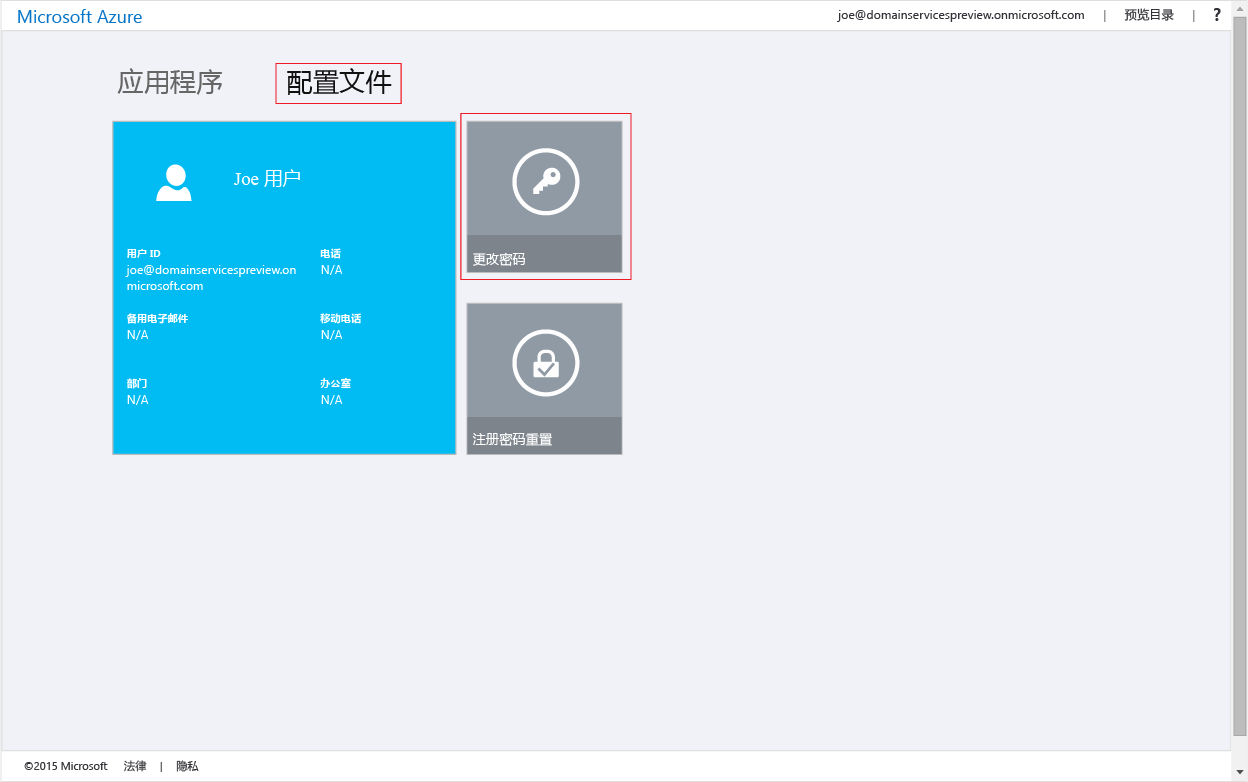 Microsoft Azure
joe@domainservicespreview.onmicrosoft.com | 预览目录 | ?
应用程序 配置文件
Joe 用户
用户 ID
joe@domainservicespreview.on
microsoft.com
电话
N/A
备用电子邮件
N/A
移动电话
N/A
部门
N/A
办公室
N/A
更改密码
注册密码重置
©2015 Microsoft 法律 | 隐私